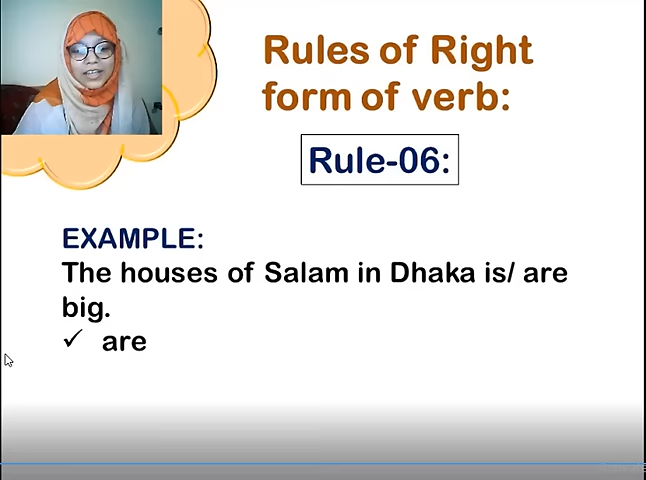 Rules of Right
form of verb:
Rule-06:
EXAMPLE:
The houses of Salam in Dhaka is/ are
big.
✓ are